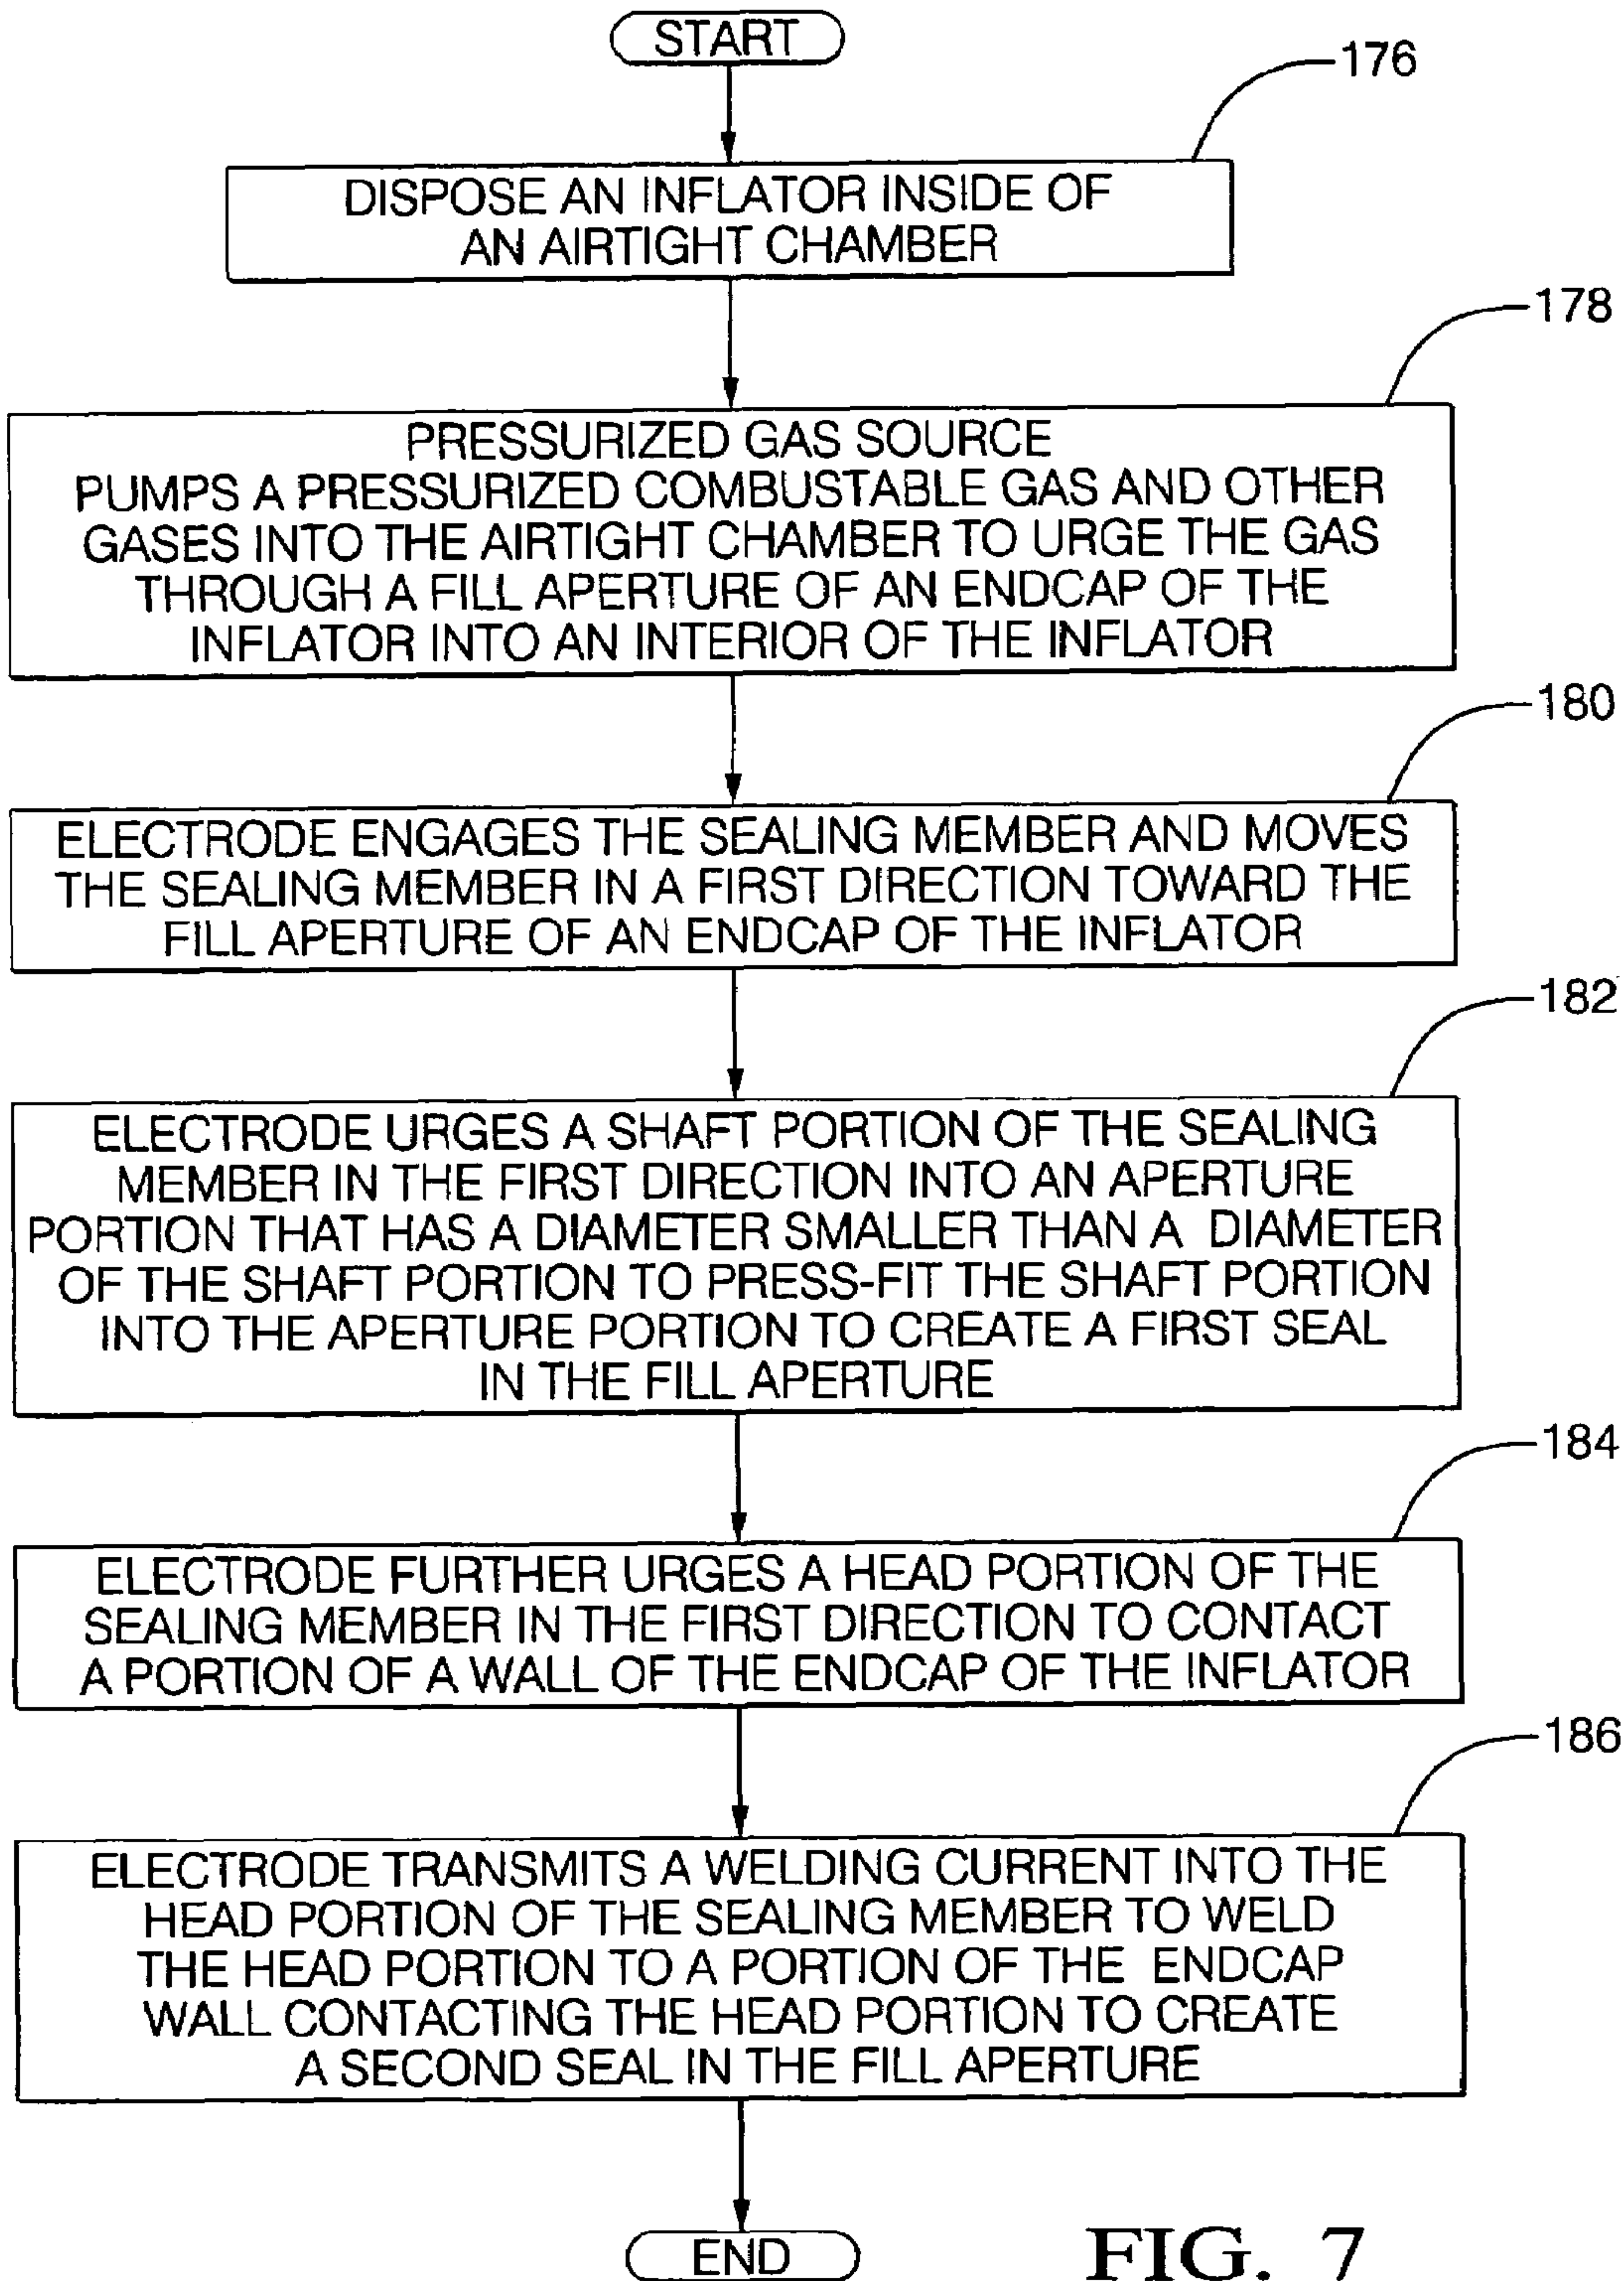 START
176
DISPOSE AN INFLATOR INSIDE OF
AN AIRTIGHT CHAMBER
178
PRESSURIZED GAS SOURCE
PUMPS A PRESSURIZED COMBUSTABLE GAS AND OTHER
GASES INTO THE AIRTIGHT CHAMBER TO URGE THE GAS
THROUGH A FILL APERTURE OF AN ENDCAP OF THE
INFLATOR INTO AN INTERIOR OF THE INFLATOR
180
ELECTRODE ENGAGES THE SEALING MEMBER AND MOVES
THE SEALING MEMBER IN A FIRST DIRECTION TOWARD THE
FILL APERTURE OF AN ENDCAP OF THE INFLATOR
182
ELECTRODE URGES A SHAFT PORTION OF THE SEALING
MEMBER IN THE FIRST DIRECTION INTO AN APERTURE
PORTION THAT HAS A DIAMETER SMALLER THAN A DIAMETER
OF THE SHAFT PORTION TO PRESS-FIT THE SHAFT PORTION
INTO THE APERTURE PORTION TO CREATE A FIRST SEAL
IN THE FILL APERTURE
184
ELECTRODE FURTHER URGES A HEAD PORTION OF THE
SEALING MEMBER IN THE FIRST DIRECTION TO CONTACT
A PORTION OF A WALL OF THE ENDCAP OF THE INFLATOR
186
ELECTRODE TRANSMITS A WELDING CURRENT INTO THE
HEAD PORTION OF THE SEALING MEMBER TO WELD
THE HEAD PORTION TO A PORTION OF THE ENDCAP
WALL CONTACTING THE HEAD PORTION TO CREATE
A SECOND SEAL IN THE FILL APERTURE
END
FIG. 7